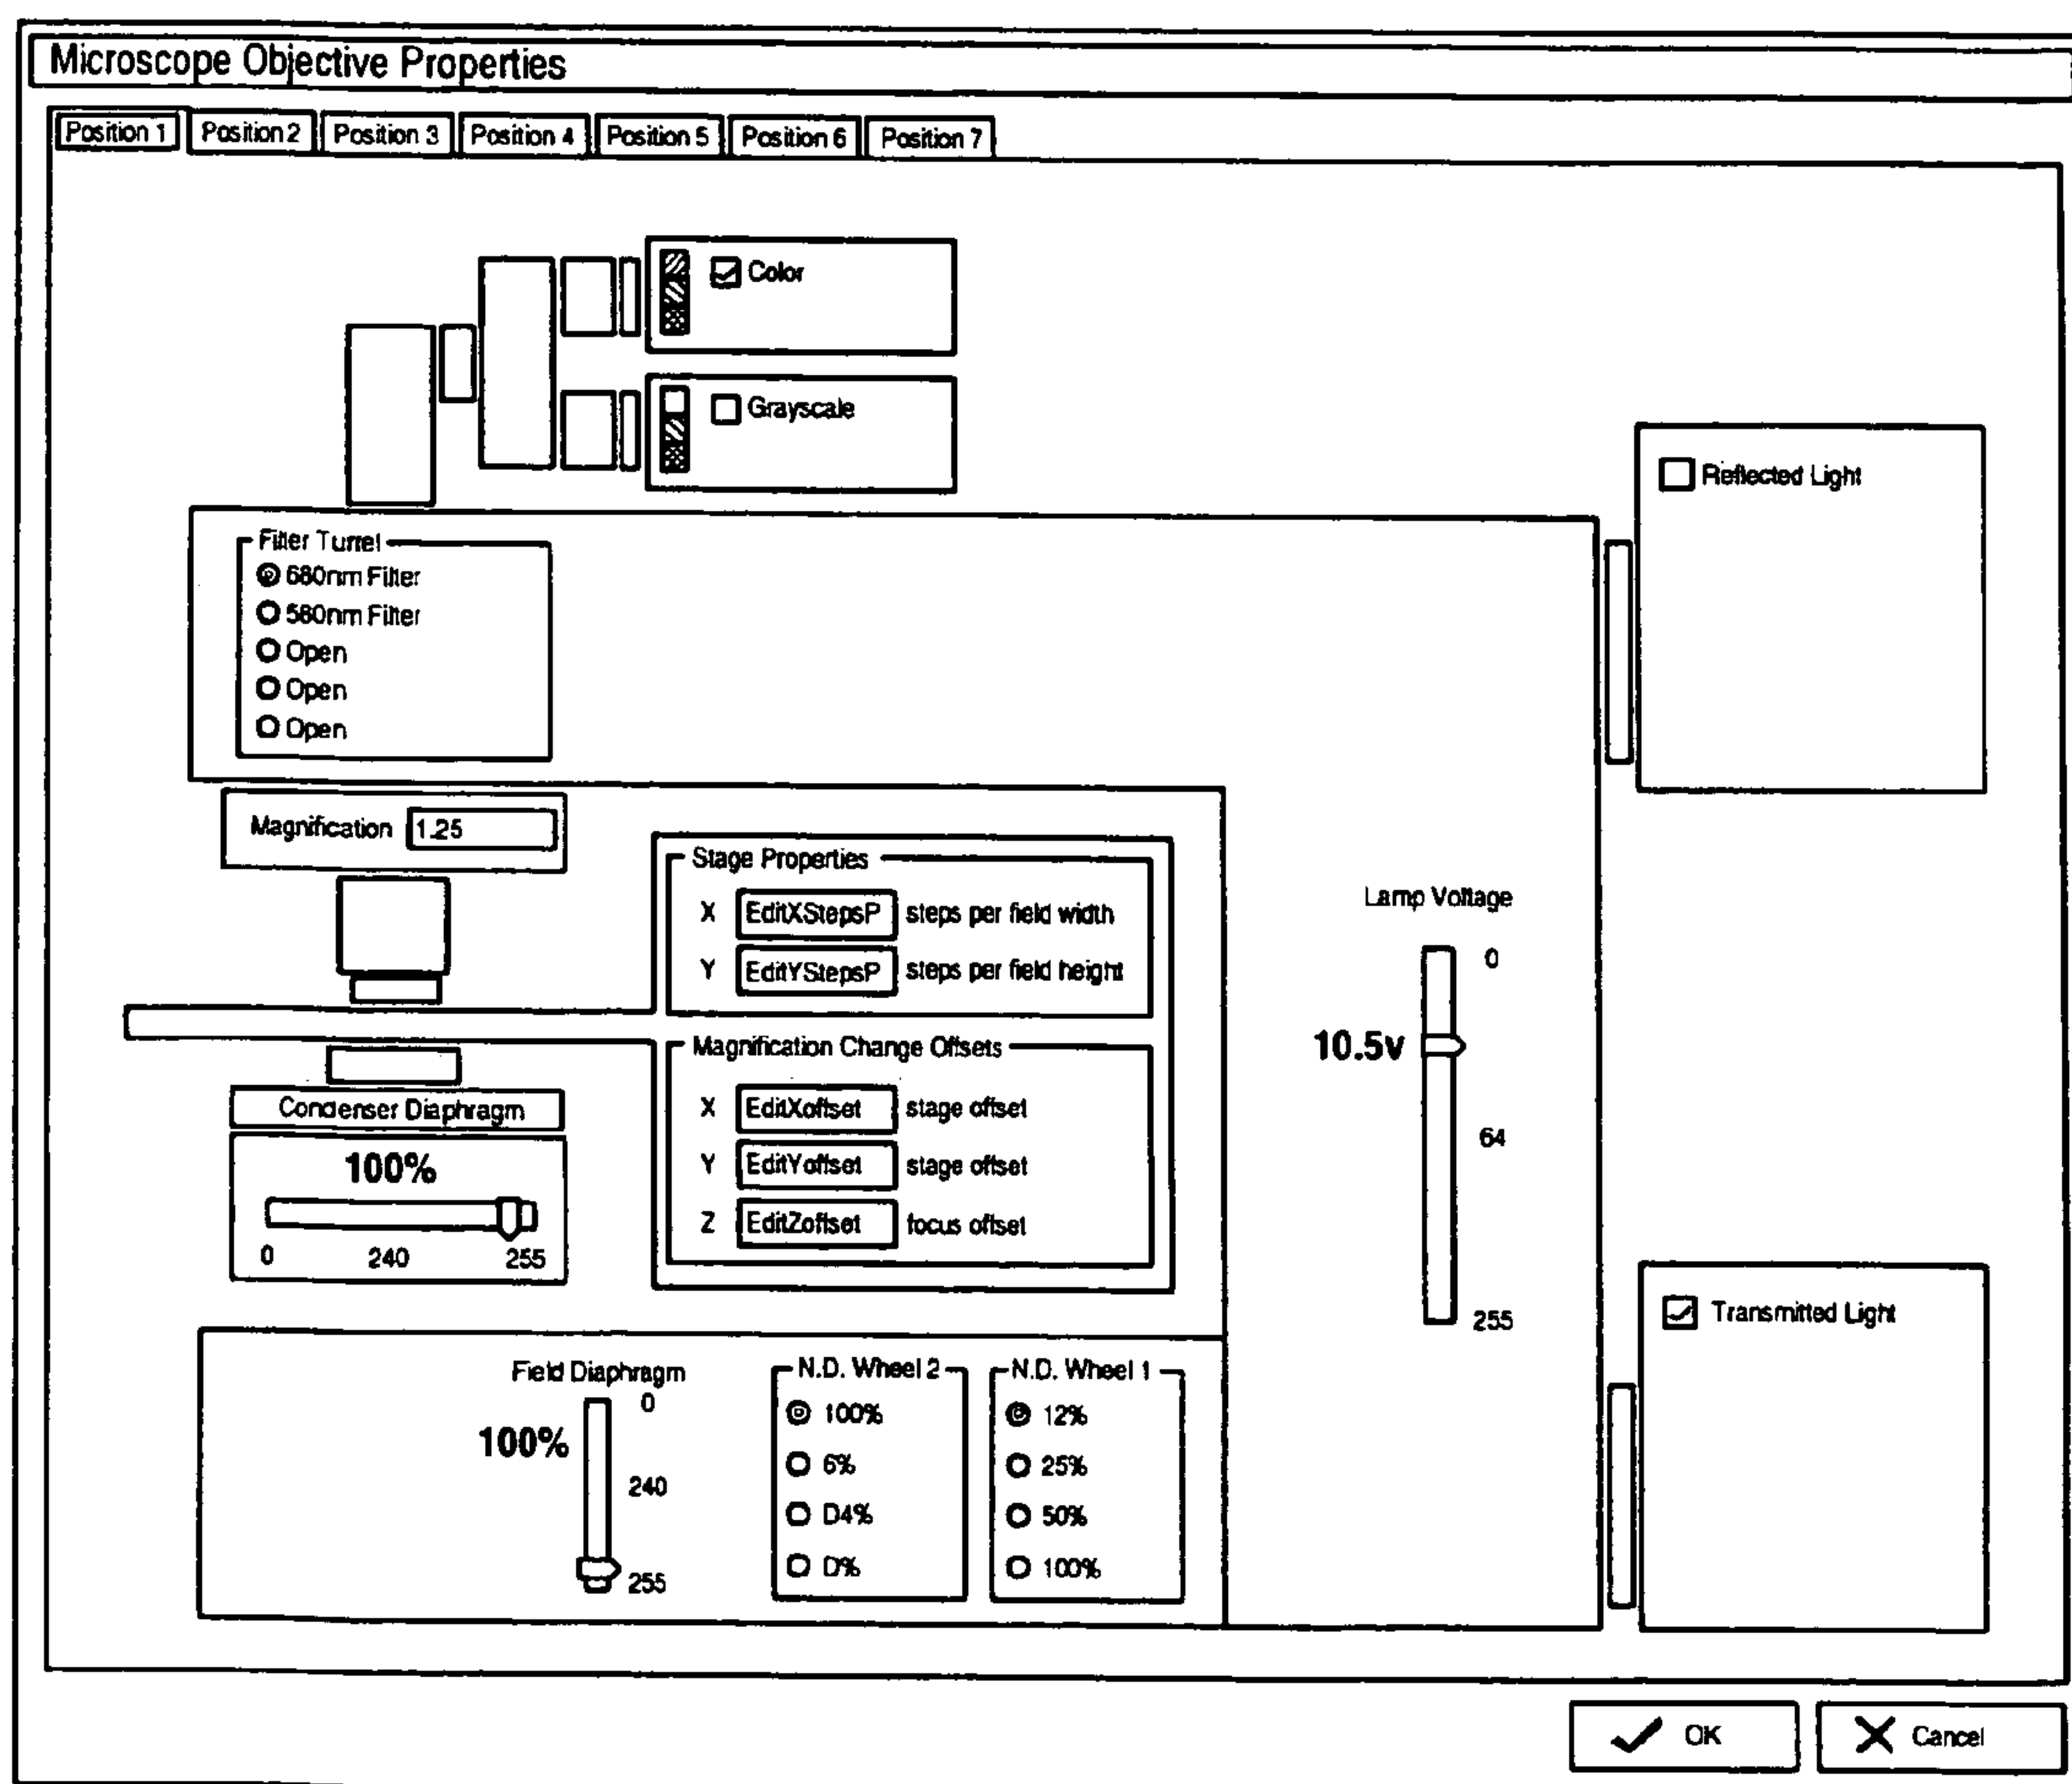 Microscope Objective Properties
Position 1 Position 2 Position 3 Position 4 Position 5 Position 6 Position 7
Color
Grayscale
Reflected Light
Filter Turret
680nm Filter
580nm Filter
Open
Open
Open
Magnification 1.25
Stage Properties
X EditXStepsP steps per field width
Y EditYStepsP steps per field height
Magnification Change Offsets
X EditXoffset stage offset
Y EditYoffset stage offset
Z EditZoffset focus offset
Condenser Diaphragm
100%
0 240 255
Lamp Voltage
0
10.5v
64
255
Transmitted Light
Field Diaphragm
0
100%
240
255
N.D. Wheel 2
100%
6%
D4%
D%
N.D. Wheel 1
12%
25%
50%
100%
OK Cancel